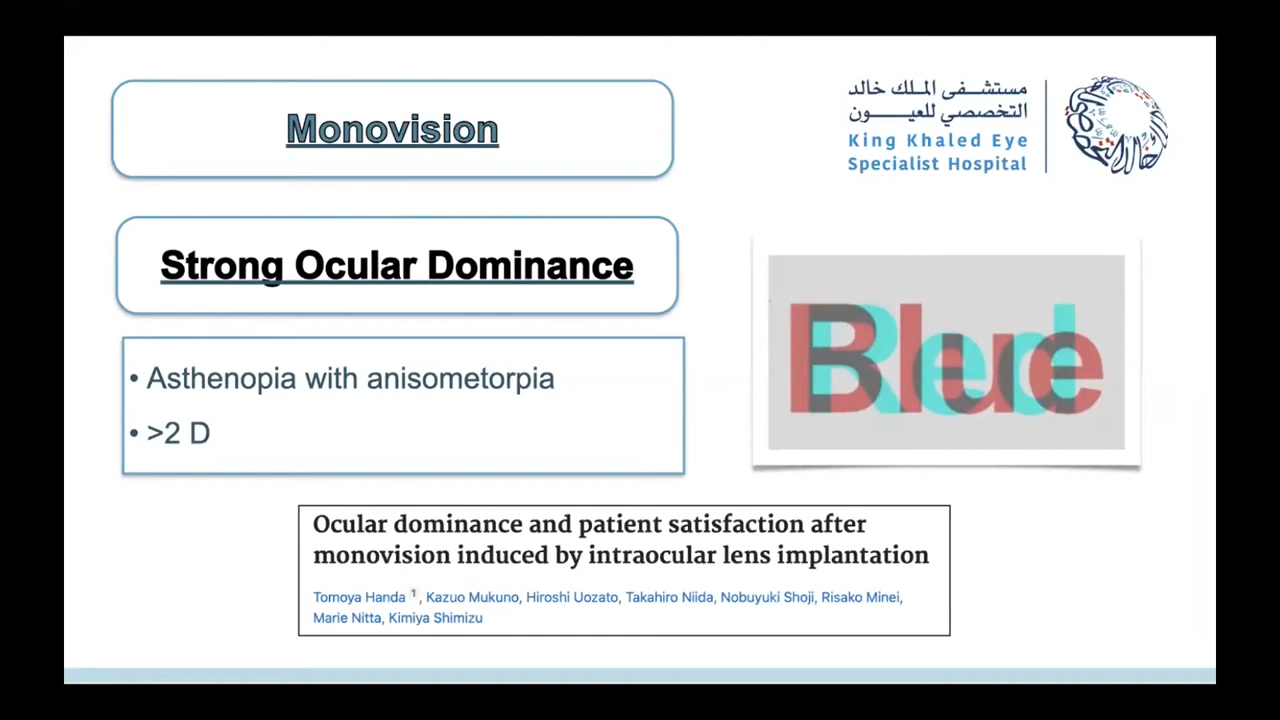 Monovision
مستشفى الملك خالد
التخصصي للعيون
King Khaled Eye
Specialist Hospital
Strong Ocular Dominance
• Asthenopia with anisometorpia
• >2 D
Blue
Red
Ocular dominance and patient satisfaction after
monovision induced by intraocular lens implantation
Tomoya Handa 1, Kazuo Mukuno, Hiroshi Uozato, Takahiro Niida, Nobuyuki Shoji, Risako Minei,
Marie Nitta, Kimiya Shimizu